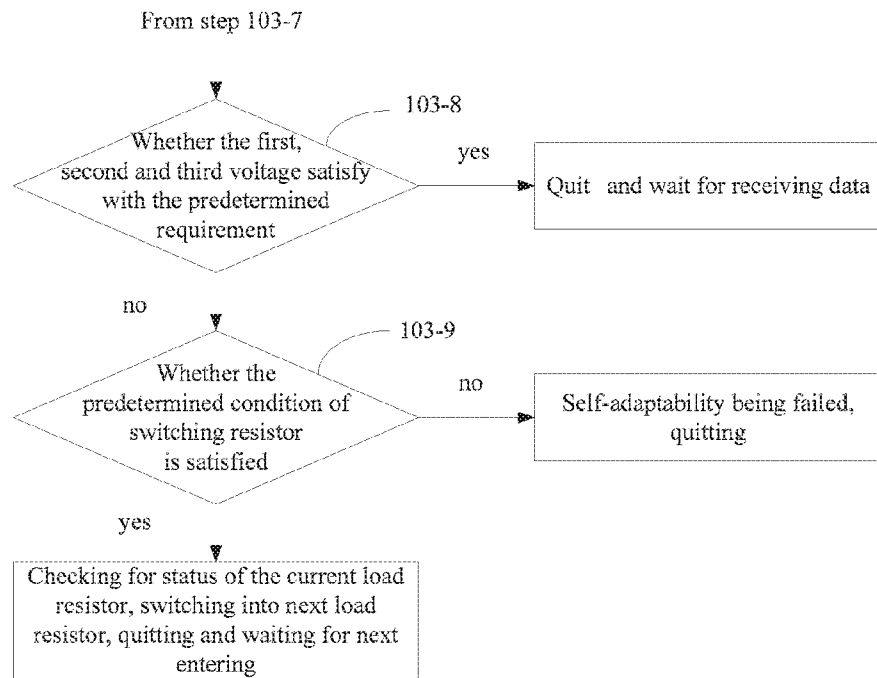 From step 103-7
103-8
Whether the first,
second and third voltage satisfy
with the predetermined
requirement
yes
Quit and wait for receiving data
no
103-9
Whether the
predetermined condition of
switching resistor
is satisfied
no
Self-adaptability being failed,
quitting
yes
Checking for status of the current load
resistor, switching into next load
resistor, quitting and waiting for next
entering